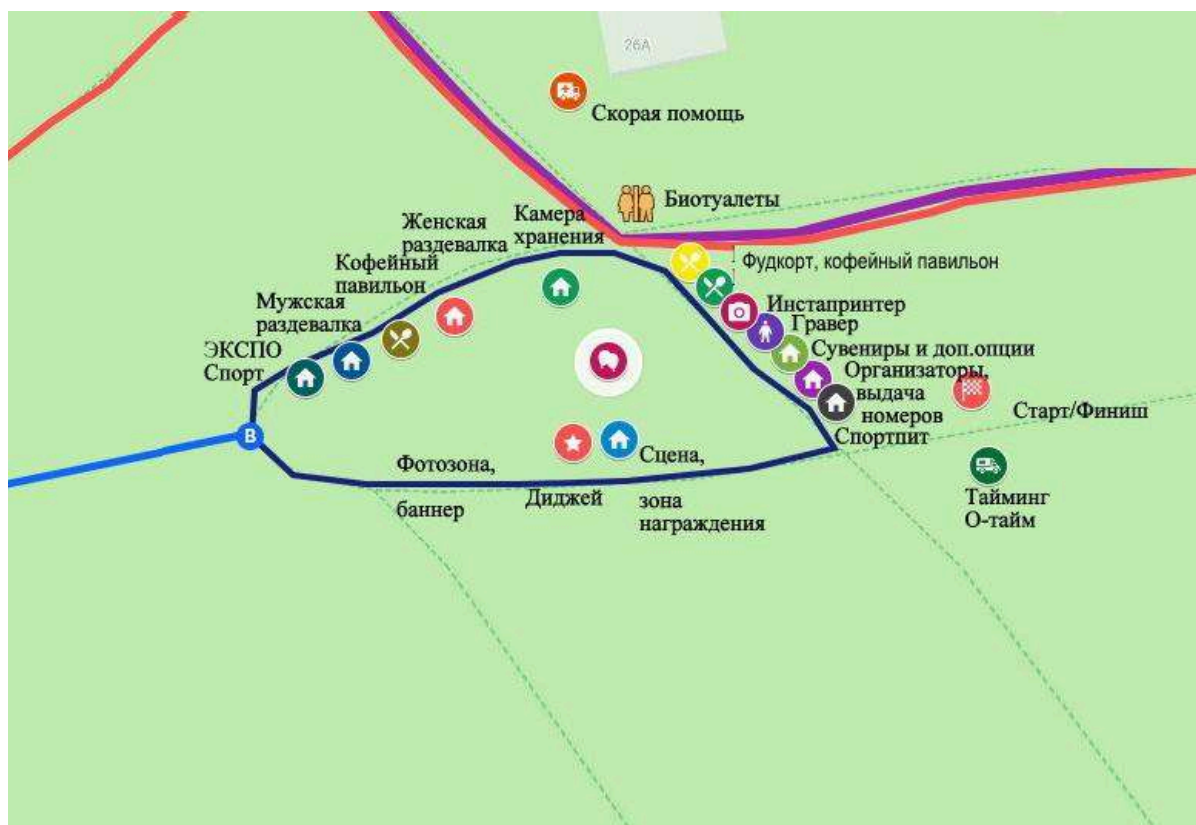 26А
Скорая помощь
Биотуалеты
Камера
хранения
Женская
раздевалка
Кофейный
павильон
Мужская
раздевалка
ЭКСПО
Спорт
Фудкорт, кофейный павильон
Инстапринтер
Гравер
Сувениры и доп.опции
Организаторы,
выдача
номеров
Спортпит
Старт/Финиш
B
Фотозона,
баннер
Диджей
Сцена,
зона
награждения
Тайминг
О-тайм